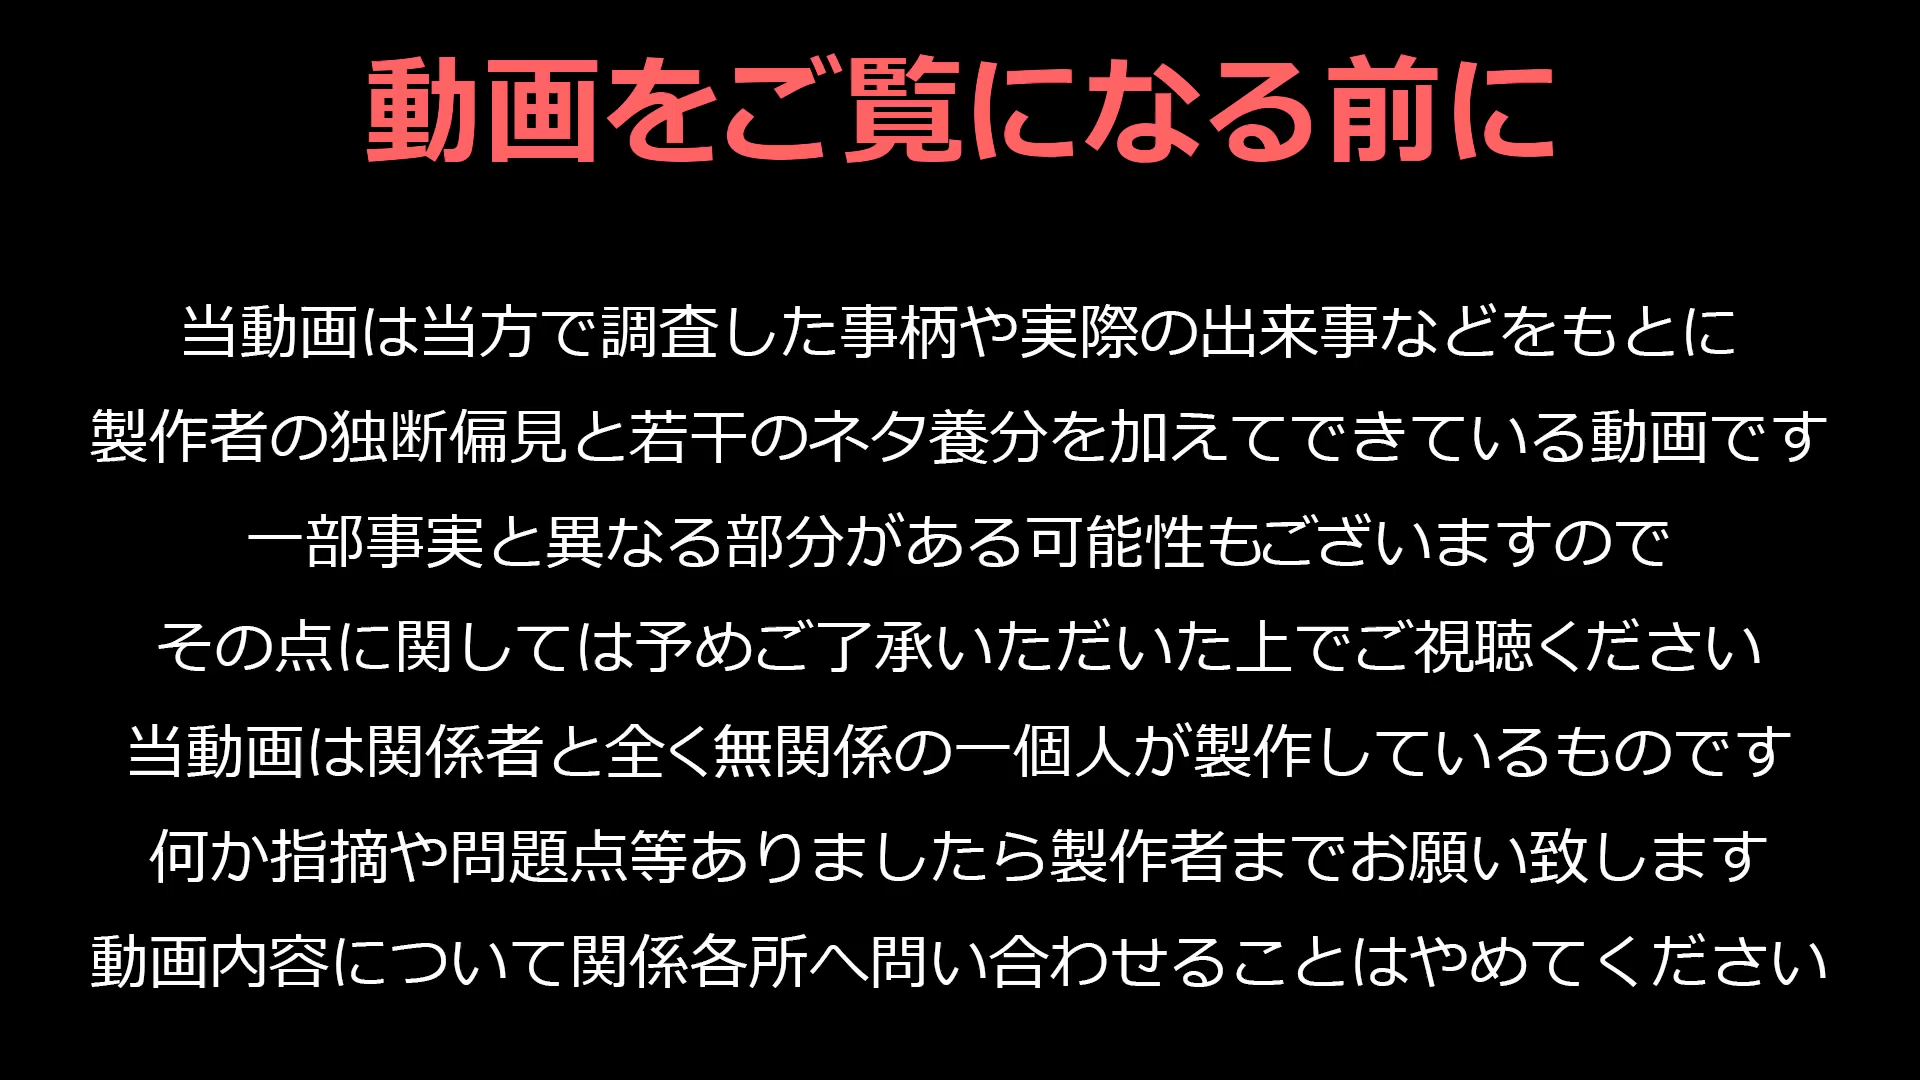 動画をご覧になる前に
当動画は当方で調査した事柄や実際の出来事などをもとに
製作者の独断偏見と若干のネタ養分を加えてできている動画です
一部事実と異なる部分がある可能性もございますので
その点に関しては予めご了承いただいた上でご視聴ください
当動画は関係者と全く無関係の一個人が製作しているものです
何か指摘や問題点等ありましたら製作者までお願い致します
動画内容について関係各所へ問い合わせることはやめてください